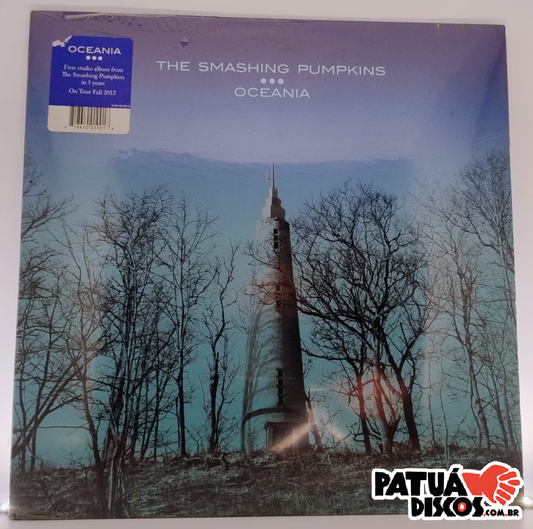 OCEANIA
First studio album from
The Smashing Pumpkins
in 5 years
On Tour Fall 2012
THE SMASHING PUMPKINS
OCEANIA
PATUÁ
DISCOS.COM.BR